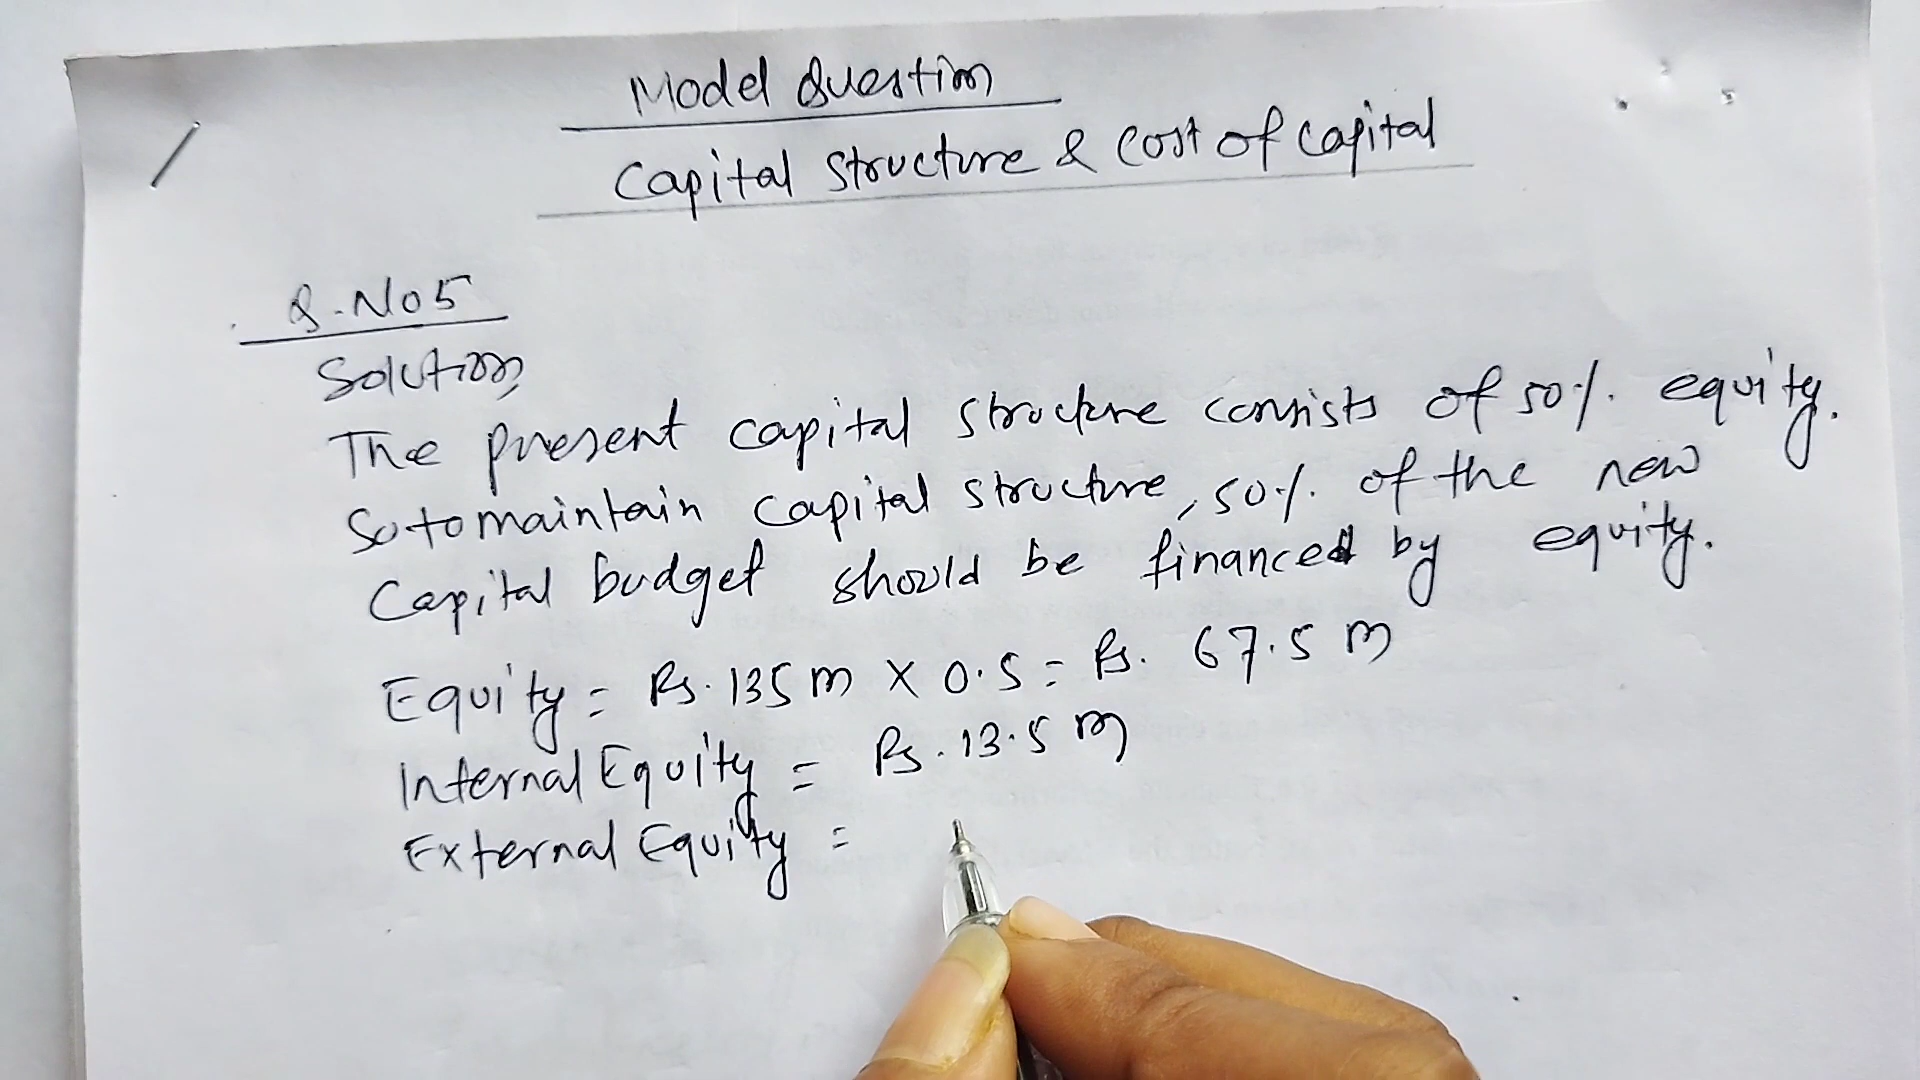 Model Question
Capital Structure & Cost of Capital
Q.No 5
Solution,
The present capital structure consists of 50%. equity.
So to maintain capital structure, 50%. of the new
Capital budget should be financed by equity.
Equity = Rs. 135 m × 0.5 = Rs. 67.5 m
Internal Equity = Rs. 13.5 m
External Equity =